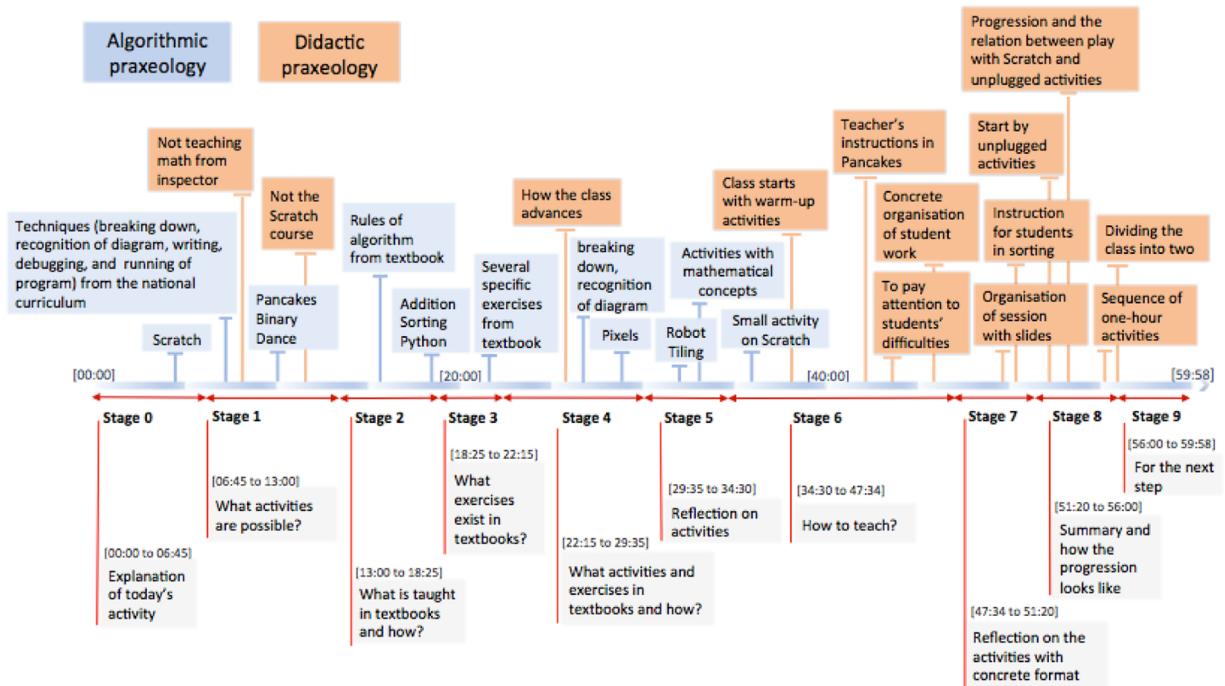 Algorithmic
praxeology
Didactic
praxeology
Progression and the
relation between play
with Scratch and
unplugged activities
Not teaching
math from
inspector
Teacher's
instructions in
Pancakes
Start by
unplugged
activities
Not the
Scratch
course
How the class
advances
Class starts
with warm-up
activities
Concrete
organisation
of student
work
Instruction
for students
in sorting
Dividing the
class into two
Techniques (breaking down,
recognition of diagram, writing,
debugging, and running of
program) from the national
curriculum
Rules of
algorithm
from textbook
Several
specific
exercises
from
textbook
breaking
down,
recognition
of diagram
Activities with
mathematical
concepts
To pay
attention to
students'
difficulties
Organisation
of session
with slides
Sequence of
one-hour
activities
Scratch
Pancakes
Binary
Dance
Addition
Sorting
Python
Pixels
Robot
Tiling
Small activity
on Scratch
[00:00]
[20:00]
[40:00]
[59:58]
Stage 0
Stage 1
Stage 2
Stage 3
Stage 4
Stage 5
Stage 6
Stage 7
Stage 8
Stage 9
[00:00 to 06:45]
Explanation
of today's
activity
[06:45 to 13:00]
What activities
are possible?
[13:00 to 18:25]
What is taught
in textbooks
and how?
[18:25 to 22:15]
What
exercises
exist in
textbooks?
[22:15 to 29:35]
What activities and
exercises in
textbooks and how?
[29:35 to 34:30]
Reflection on
activities
[34:30 to 47:34]
How to teach?
[47:34 to 51:20]
Reflection on the
activities with
concrete format
[51:20 to 56:00]
Summary and
how the
progression
looks like
[56:00 to 59:58]
For the next
step